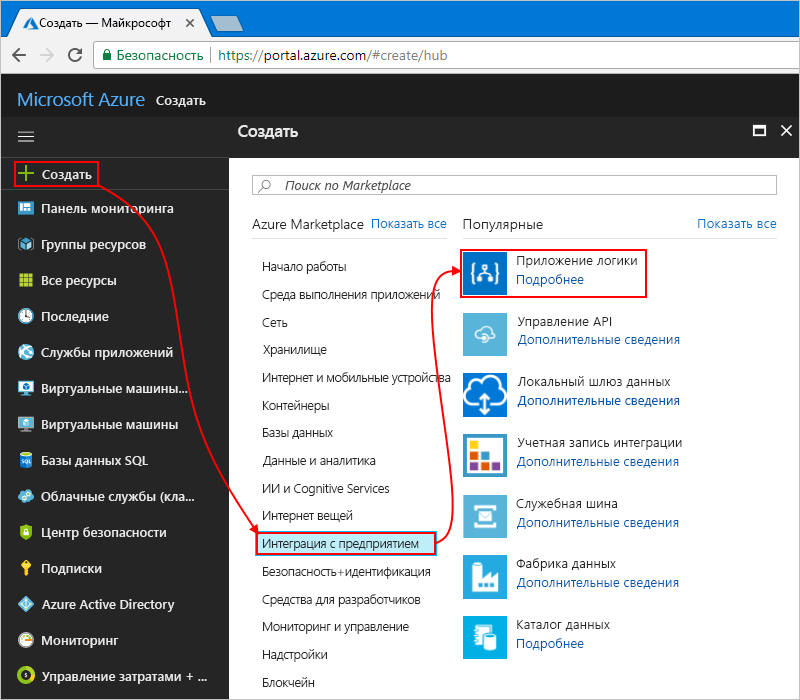 Создать — Майкрософт
Безопасность
https://portal.azure.com/#create/hub
Microsoft Azure Создать
Создать
Создать
Панель мониторинга
Группы ресурсов
Все ресурсы
Последние
Службы приложений
Виртуальные машины...
Виртуальные машины
Базы данных SQL
Облачные службы (кла...
Центр безопасности
Подписки
Azure Active Directory
Мониторинг
Управление затратами + ...
Поиск по Marketplace
Azure Marketplace Показать все
Начало работы
Среда выполнения приложений
Сеть
Хранилище
Интернет и мобильные устройства
Контейнеры
Базы данных
Данные и аналитика
ИИ и Cognitive Services
Интернет вещей
Интеграция с предприятием
Безопасность+идентификация
Средства для разработчиков
Мониторинг и управление
Надстройки
Блокчейн
Популярные Показать все
Приложение логики
Подробнее
Управление API
Дополнительные сведения
Локальный шлюз данных
Дополнительные сведения
Учетная запись интеграции
Дополнительные сведения
Служебная шина
Дополнительные сведения
Фабрика данных
Дополнительные сведения
Каталог данных
Подробнее